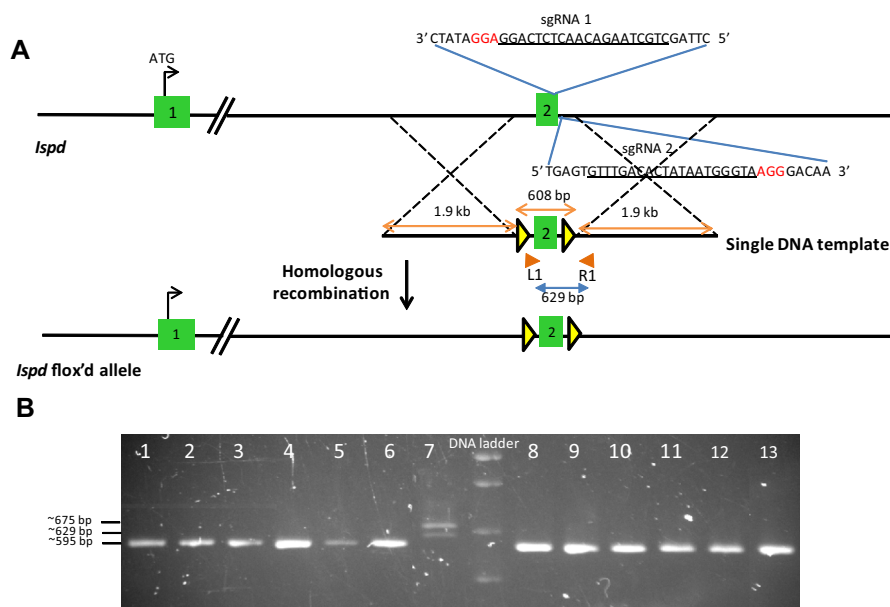 A
sgRNA 1
3’CTATAGGAGGACTCTCAACAGAATCGTCGATTC 5’
ATG
1
2
Ispd
sgRNA 2
5’TGAGTGTTTGACACTATAATGGGTAAGGGACAA 3’
608 bp
1.9 kb
1.9 kb
2
Single DNA template
L1
R1
Homologous
recombination
629 bp
1
2
Ispd flox’d allele
B
1 2 3 4 5 6 7 DNA ladder 8 9 10 11 12 13
~675 bp
~629 bp
~595bp